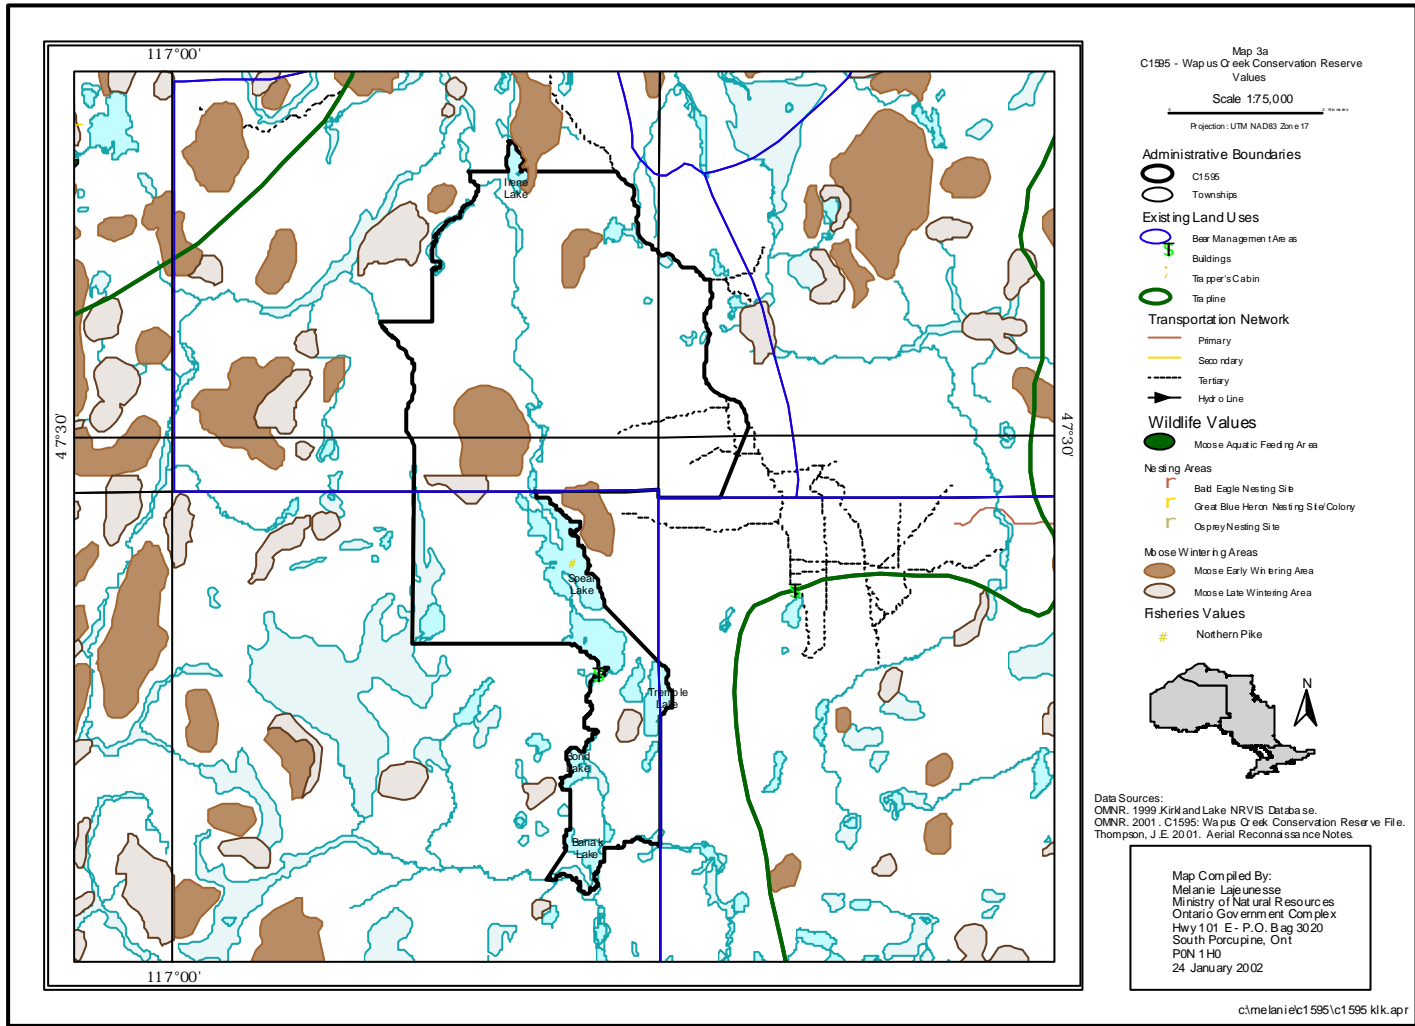 117°00'
47°30'
47°30'
117°00'
Irene
Lake
Spear
Lake
Tremble
Lake
Bond
Lake
Banak
Lake
Map 3a
C1595 - Wapus Creek Conservation Reserve
Values
Scale 1:75,000
0 2 Kilometers
Projection: UTM NAD83 Zone 17
Administrative Boundaries
C1595
Townships
Existing Land Uses
Bear Management Areas
Buildings
Trapper's Cabin
Trapline
Transportation Network
Primary
Secondary
Tertiary
Hydro Line
Wildlife Values
Moose Aquatic Feeding Area
Nesting Areas
Bald Eagle Nesting Site
Great Blue Heron Nesting Site/Colony
Osprey Nesting Site
Moose Wintering Areas
Moose Early Wintering Area
Moose Late Wintering Area
Fisheries Values
# Northern Pike
N
Data Sources:
OMNR. 1999. Kirkland Lake NRVIS Database.
OMNR. 2001. C1595: Wapus Creek Conservation Reserve File.
Thompson, J.E. 2001. Aerial Reconnaissance Notes.
Map Compiled By:
Melanie Lajeunesse
Ministry of Natural Resources
Ontario Government Complex
Hwy 101 E - P.O. Bag 3020
South Porcupine, Ont
P0N 1H0
24 January 2002
c:\melanie\c1595\c1595 klk.apr